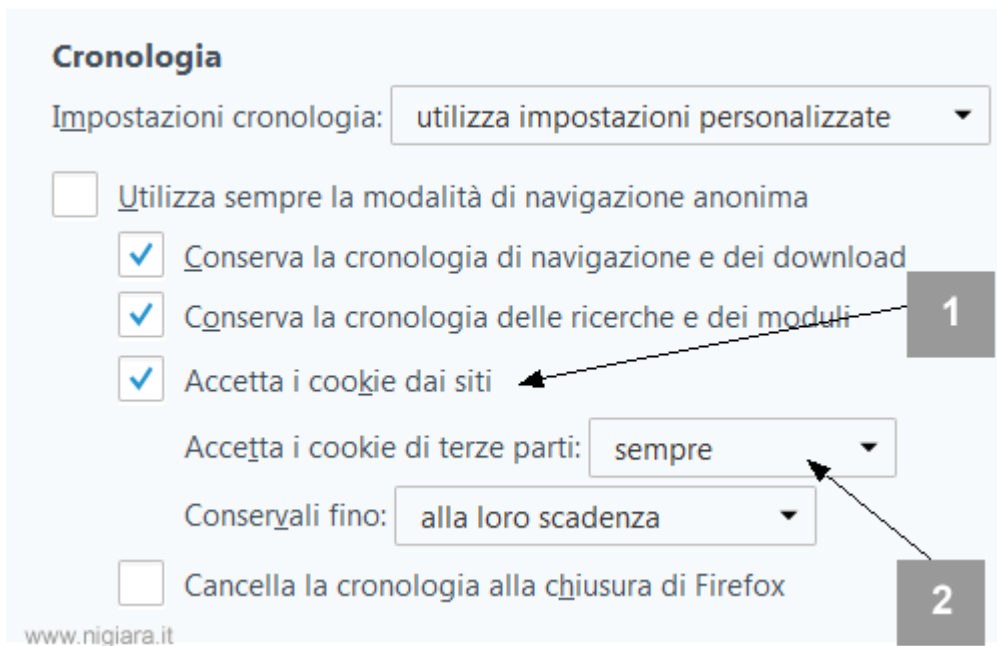 Cronologia
Impostazioni cronologia: utilizza impostazioni personalizzate
Utilizza sempre la modalità di navigazione anonima
Conserva la cronologia di navigazione e dei download
Conserva la cronologia delle ricerche e dei moduli
1
Accetta i cookie dai siti
Accetta i cookie di terze parti: sempre
Conservali fino: alla loro scadenza
Cancella la cronologia alla chiusura di Firefox
2
www.nigiara.it